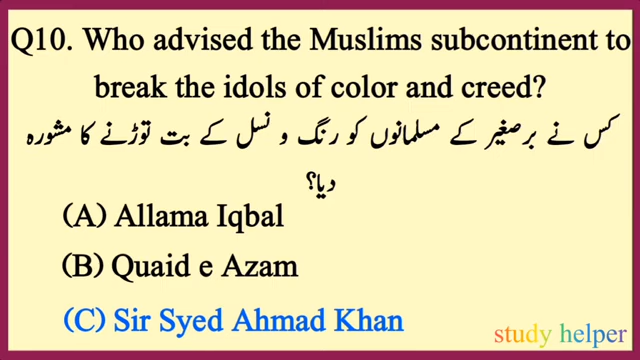 Q10. Who advised the Muslims subcontinent to
break the idols of color and creed?
کس نے برصغیر کے مسلمانوں کو رنگ و نسل کے بت توڑنے کا مشورہ
دیا؟
(A) Allama Iqbal
(B) Quaid e Azam
(C) Sir Syed Ahmad Khan
study helper